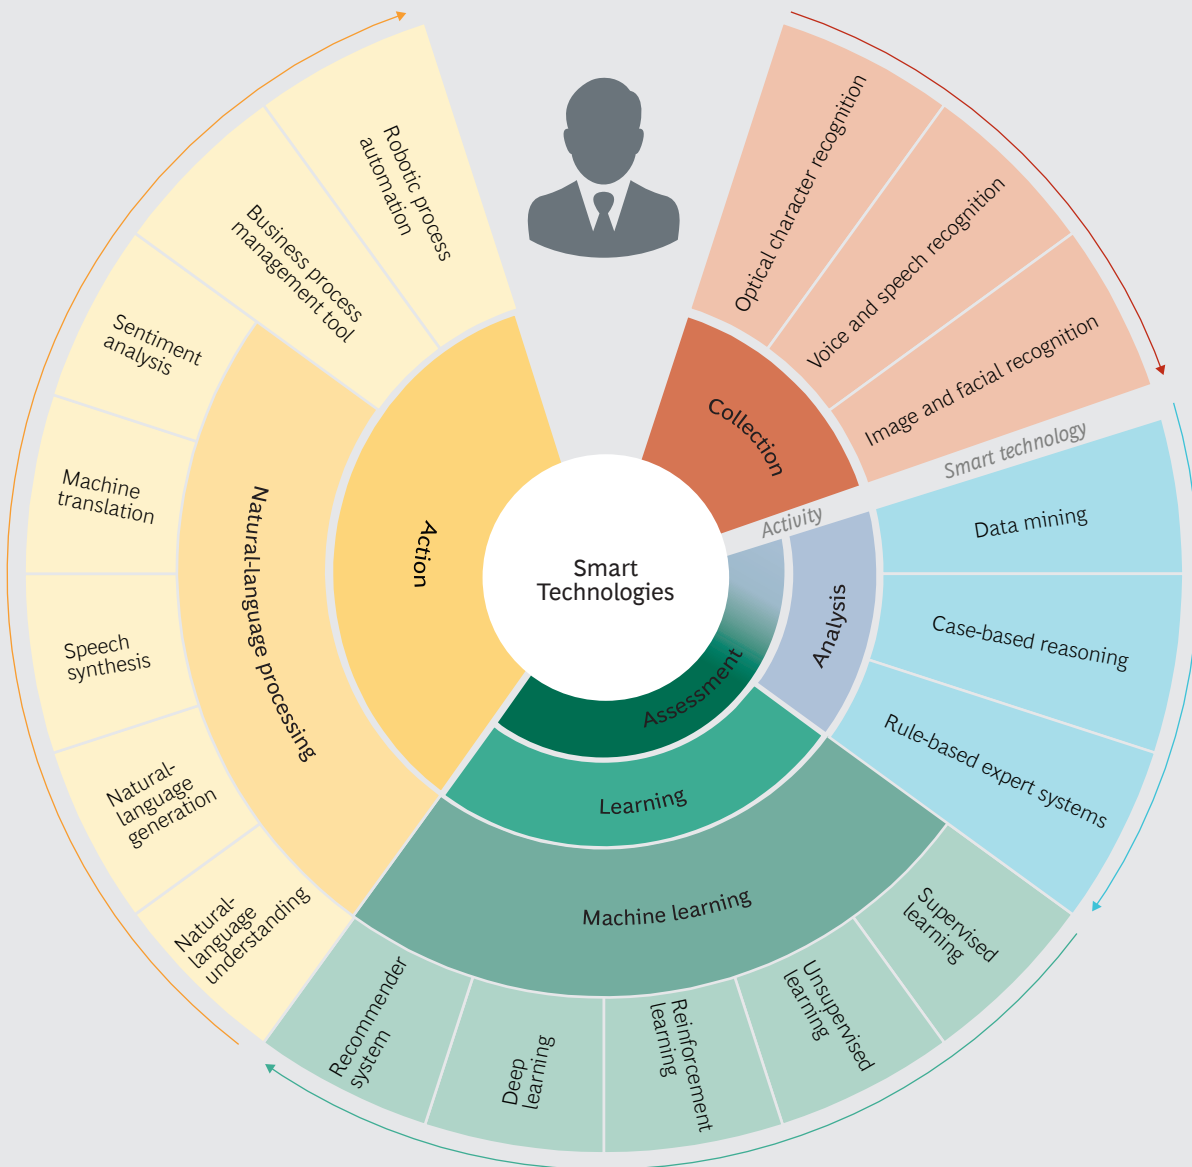 Smart
Technologies
Collection
Optical character recognition
Voice and speech recognition
Image and facial recognition
Smart technology
Activity
Assessment
Analysis
Data mining
Case-based reasoning
Rule-based expert systems
Learning
Machine learning
Supervised
learning
Unsupervised
learning
Reinforcement
learning
Deep
learning
Recommender
system
Action
Natural-language processing
Natural-
language
understanding
Natural-
language
generation
Speech
synthesis
Machine
translation
Sentiment
analysis
Business process
management tool
Robotic process
automation